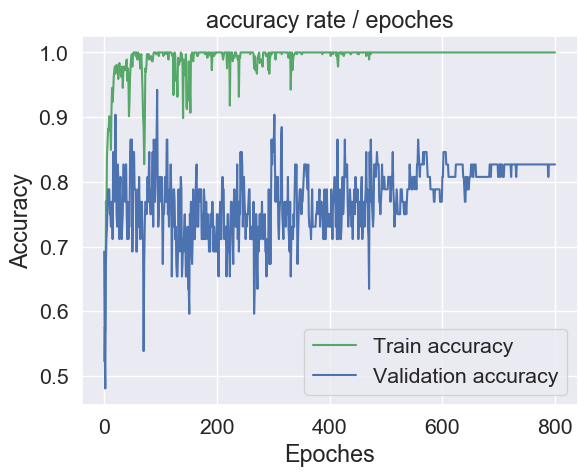 accuracy rate / epoches
1.0
0.9
0.8
0.7
0.6
0.5
Accuracy
Train accuracy
Validation accuracy
0
200
400
600
800
Epoches